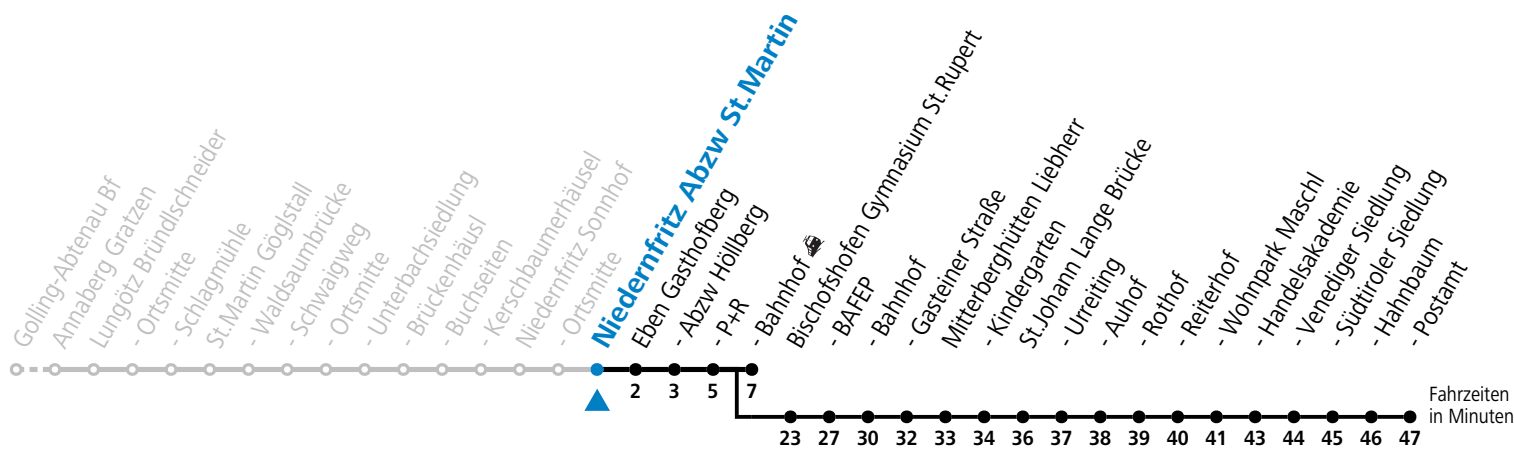 Golling-Abtenau Bf
Annaberg Gratzen
Lungötz Bründlschneider
- Ortsmitte
- Schlagmühle
St.Martin Göglstall
- Waldsaumbrücke
- Schwaigweg
- Ortsmitte
- Unterbachsiedlung
- Brückenhäusl
- Buchseiten
- Kerschbaumerhäusel
Niedernfritz Sonnhof
- Ortsmitte
Niedernfritz Abzw St.Martin
Eben Gasthofberg
- Abzw Höllberg
- P+R
- Bahnhof
Bischofshofen Gymnasium St.Rupert
- BAFEP
- Bahnhof
- Gasteiner Straße
Mitterberghütten Liebherr
- Kindergarten
St.Johann Lange Brücke
- Urreiting
- Auhof
- Rothof
- Reiterhof
- Wohnpark Maschl
- Handelsakademie
- Venediger Siedlung
- Südtiroler Siedlung
- Hahnbaum
- Postamt
2 3 5 7
23 27 30 32 33 34 36 37 38 39 40 41 43 44 45 46 47
Fahrzeiten
in Minuten